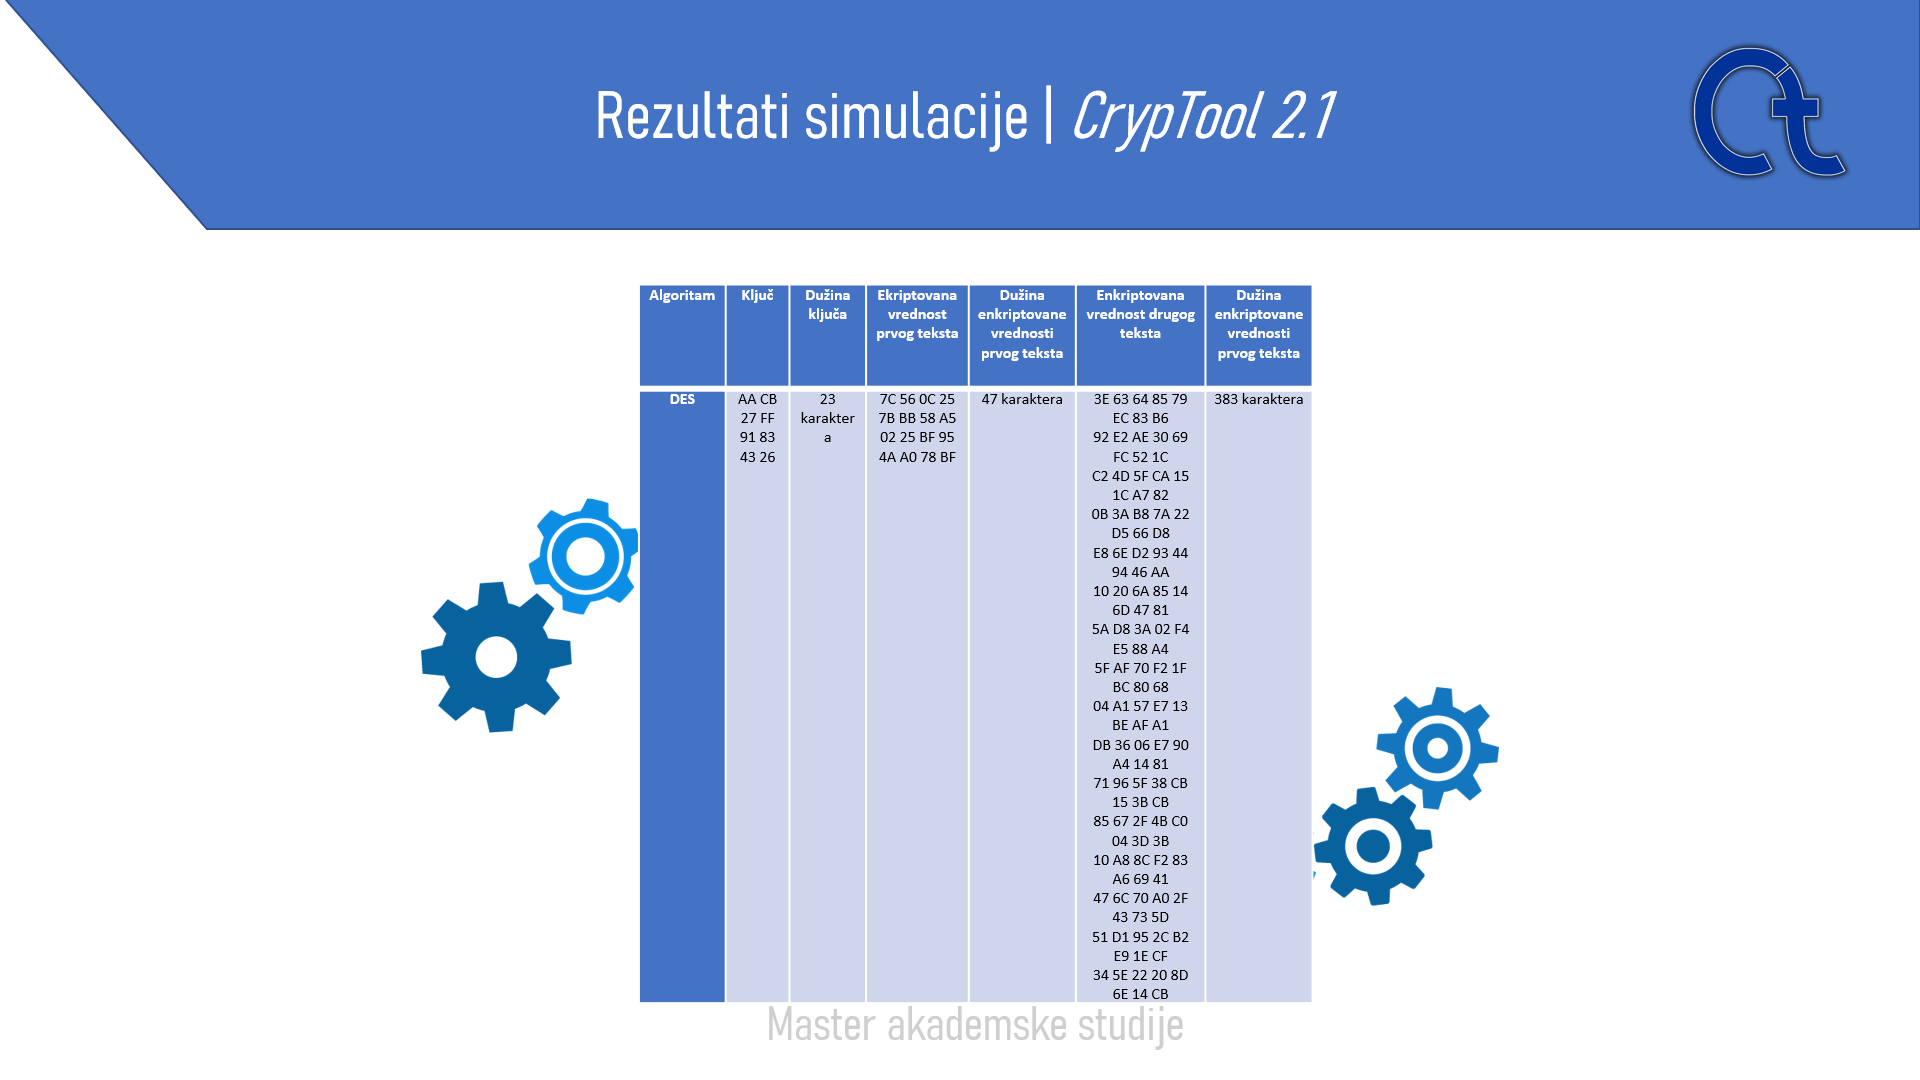 Rezultati simulacije | CrypTool 2.1
Ct
Algoritam
Ključ
Dužina
ključa
Ekriptovana
vrednost
prvog teksta
Dužina
enkriptovane
vrednosti
prvog teksta
Enkriptovana
vrednost drugog
teksta
Dužina
enkriptovane
vrednosti
prvog teksta
DES
AA CB
27 FF
91 83
43 26
23
karakter
a
7C 56 0C 25
7B BB 58 A5
02 25 BF 95
4A A0 78 BF
47 karaktera
3E 63 64 85 79
EC 83 B6
92 E2 AE 30 69
FC 52 1C
C2 4D 5F CA 15
1C A7 82
0B 3A B8 7A 22
D5 66 D8
E8 6E D2 93 44
94 46 AA
10 20 6A 85 14
6D 47 81
5A D8 3A 02 F4
E5 88 A4
5F AF 70 F2 1F
BC 80 68
04 A1 57 E7 13
BE AF A1
DB 36 06 E7 90
A4 14 81
71 96 5F 38 CB
15 3B CB
85 67 2F 4B C0
04 3D 3B
10 A8 8C F2 83
A6 69 41
47 6C 70 A0 2F
43 73 5D
51 D1 95 2C B2
E9 1E CF
34 5E 22 20 8D
6E 14 CB
383 karaktera
Master akademske studije